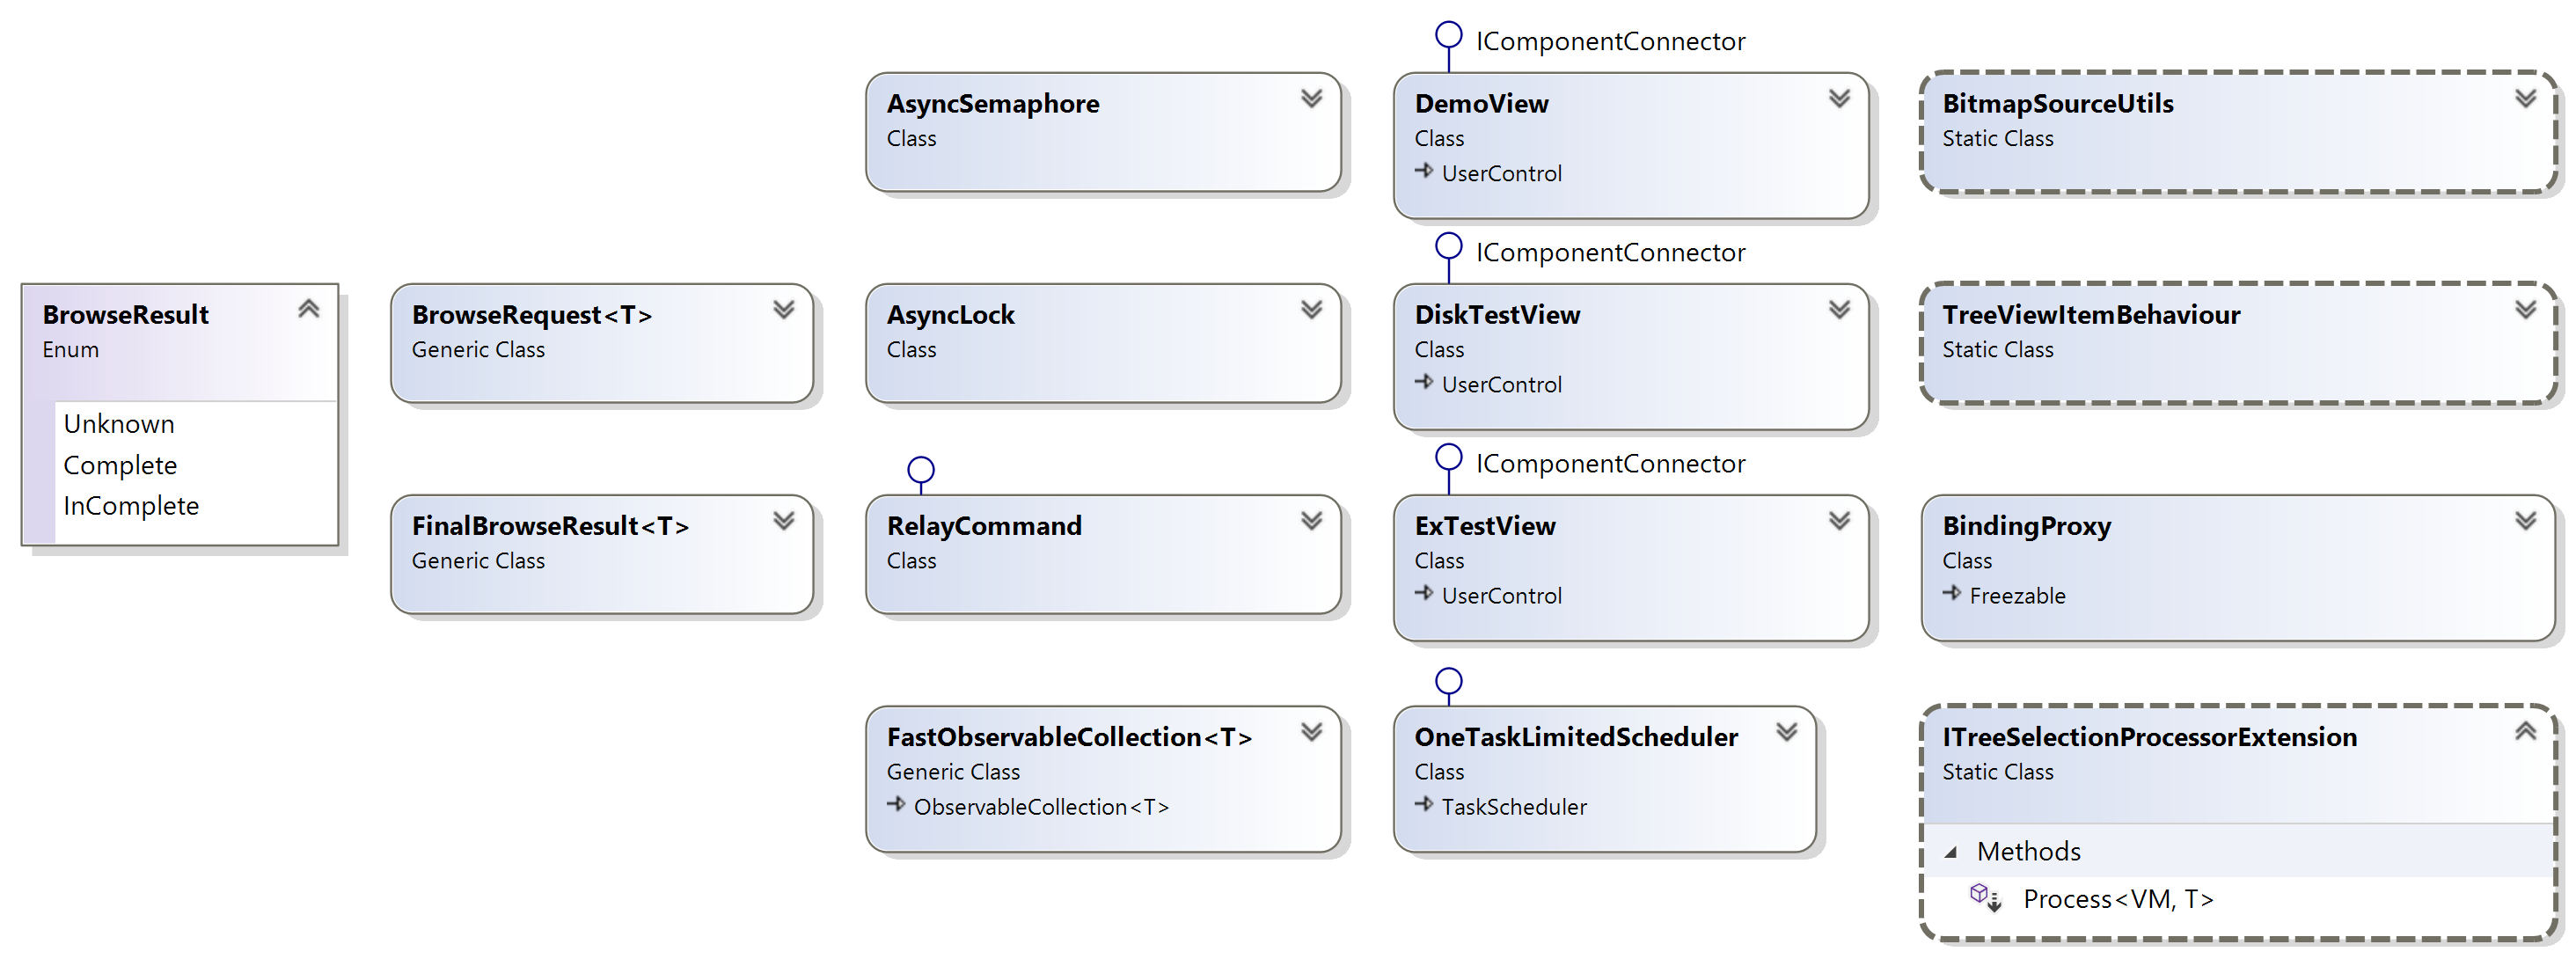 IComponentConnector
AsyncSemaphore
Class
DemoView
Class
UserControl
BitmapSourceUtils
Static Class
IComponentConnector
BrowseResult
Enum
Unknown
Complete
InComplete
BrowseRequest<T>
Generic Class
AsyncLock
Class
DiskTestView
Class
UserControl
TreeViewItemBehaviour
Static Class
IComponentConnector
FinalBrowseResult<T>
Generic Class
RelayCommand
Class
ExTestView
Class
UserControl
BindingProxy
Class
Freezable
FastObservableCollection<T>
Generic Class
ObservableCollection<T>
OneTaskLimitedScheduler
Class
TaskScheduler
ITreeSelectionProcessorExtension
Static Class
Methods
Process<VM, T>